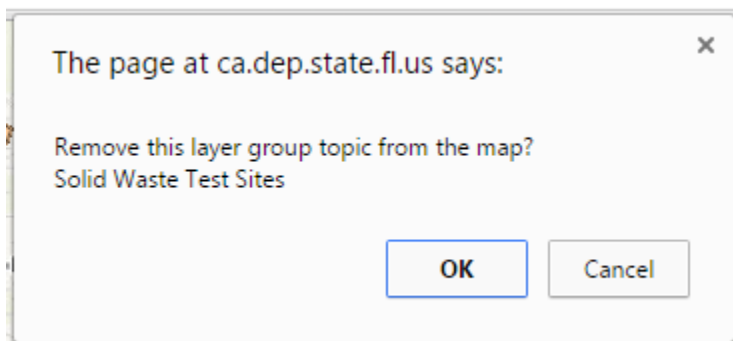 The page at ca.dep.state.fl.us says:
Remove this layer group topic from the map?
Solid Waste Test Sites
OK
Cancel